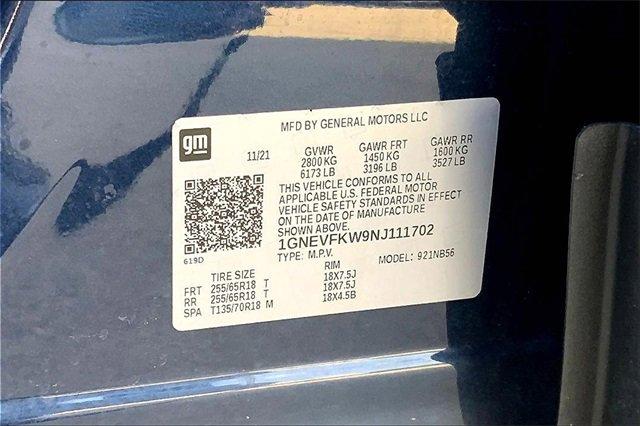 gm
MFD BY GENERAL MOTORS LLC
11/21 GVWR GAWR FRT GAWR RR
2800 KG 1450 KG 1600 KG
6173 LB 3196 LB 3527 LB
THIS VEHICLE CONFORMS TO ALL
APPLICABLE U.S. FEDERAL MOTOR
VEHICLE SAFETY STANDARDS IN EFFECT
ON THE DATE OF MANUFACTURE
SHOWN ABOVE.
619D
1GNEVFKW9NJ111702
TYPE: M.P.V. MODEL: 921NB56
TIRE SIZE RIM
FRT 255/65R18 T 18X7.5J
RR 255/65R18 T 18X7.5J
SPA T135/70R18 M 18X4.5B